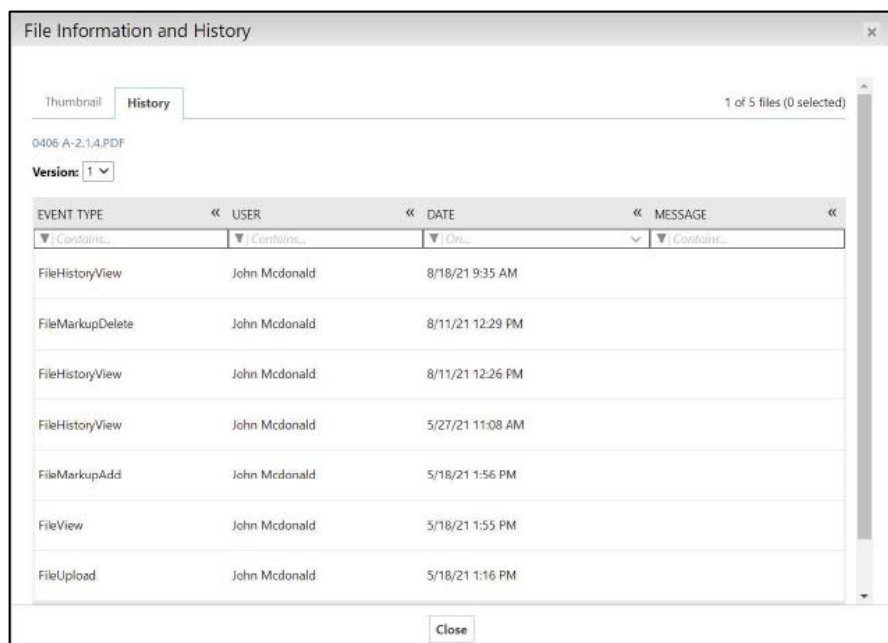 File Information and History ×
Thumbnail History 1 of 5 files (0 selected)
0406 A-2.1.4.PDF
Version: 1
EVENT TYPE « USER « DATE « MESSAGE «
Contains... Contains... On... Contains...
FileHistoryView John Mcdonald 8/18/21 9:35 AM
FileMarkupDelete John Mcdonald 8/11/21 12:29 PM
FileHistoryView John Mcdonald 8/11/21 12:26 PM
FileHistoryView John Mcdonald 5/27/21 11:08 AM
FileMarkupAdd John Mcdonald 5/18/21 1:56 PM
FileView John Mcdonald 5/18/21 1:55 PM
FileUpload John Mcdonald 5/18/21 1:16 PM
Close